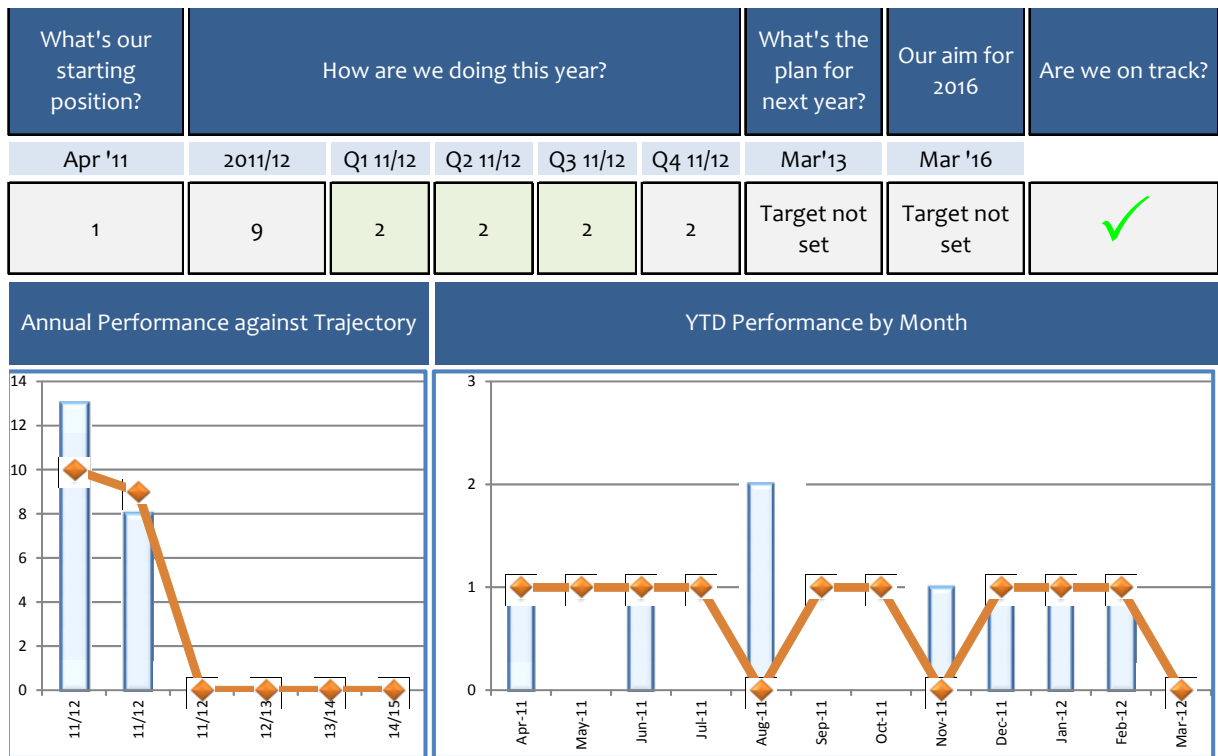 What's our
starting
position?
How are we doing this year?
What's the
plan for
next year?
Our aim for
2016
Are we on track?
Apr '11
2011/12
Q1 11/12
Q2 11/12
Q3 11/12
Q4 11/12
Mar'13
Mar '16
1
9
2
2
2
2
Target not
set
Target not
set
Annual Performance against Trajectory
YTD Performance by Month
14
12
10
8
6
4
2
0
11/12
11/12
11/12
12/13
13/14
14/15
3
2
1
0
Apr-11
May-11
Jun-11
Jul-11
Aug-11
Sep-11
Oct-11
Nov-11
Dec-11
Jan-12
Feb-12
Mar-12